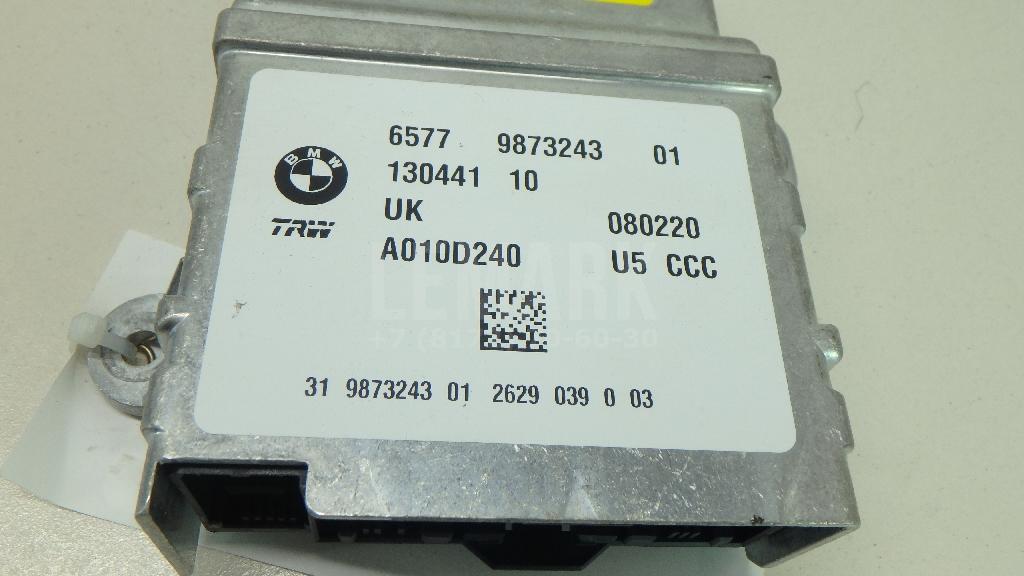 6577 9873243 01
BMW
130441 10
UK 080220
TRW
A010D240 U5 CCC
LEMARK
31 9873243 01 2629 039 0 03